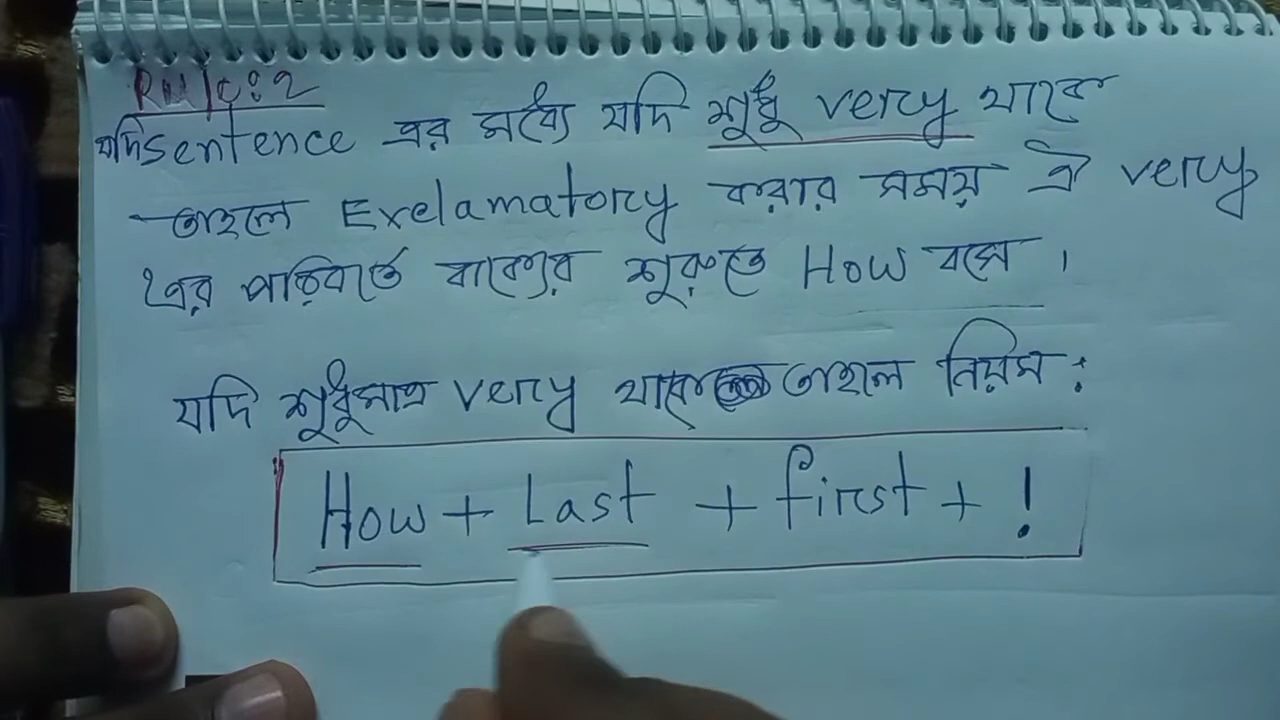 Rule:2
যদি sentence এর মধ্যে যদি শুধু very থাকে
তাহলে Exelamatory করার সময় ঐ very
এর পরিবর্তে বাক্যের শুরুতে How বসে ।
যদি শুধুমাত্র very থাকে তাহলে নিয়ম :
How + Last + first + !